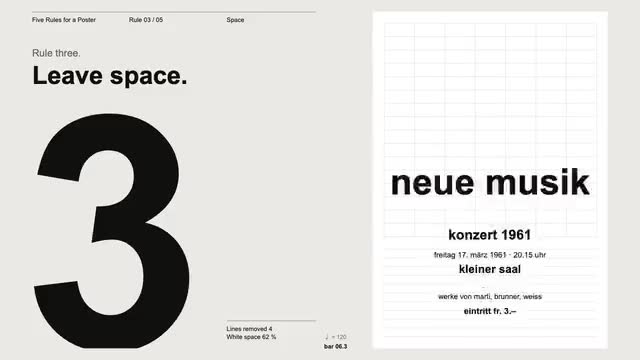 Five Rules for a Poster
Rule 03 / 05
Space
Rule three.
Leave space.
3
Lines removed 4
White space 62 %
♩ = 120
bar 06.3
neue musik
konzert 1961
freitag 17. märz 1961 · 20.15 uhr
kleiner saal
werke von marti, brunner, weiss
eintritt fr. 3.–